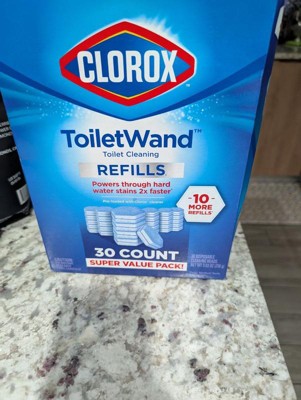 CLOROX
ToiletWand™
Toilet Cleaning
REFILLS
Powers through hard
water stains 2x faster
10
MORE
REFILLS
30 COUNT
SUPER VALUE PACK!